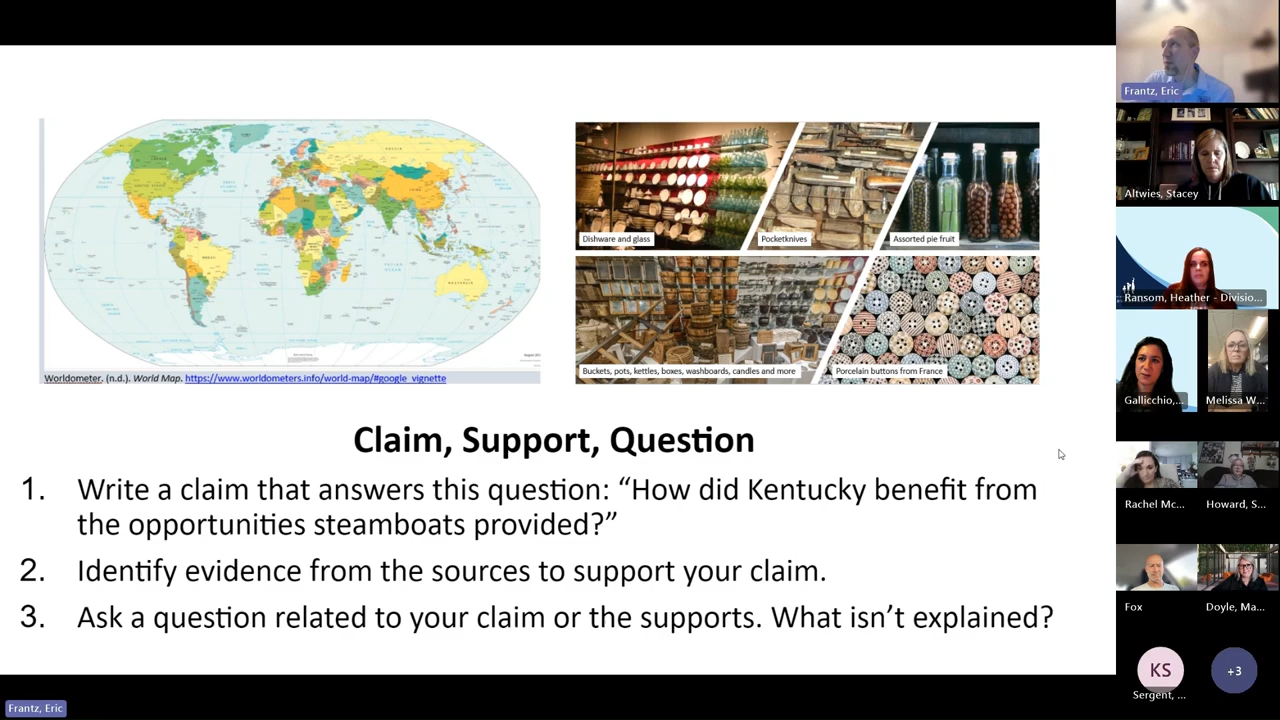 Dishware and glass
Pocketknives
Assorted pie fruit
Buckets, pots, kettles, boxes, washboards, candles and more
Porcelain buttons from France
Worldometer. (n.d.). World Map. https://www.worldometers.info/world-map/#google_vignette
Claim, Support, Question
1. Write a claim that answers this question: “How did Kentucky benefit from
the opportunities steamboats provided?”
2. Identify evidence from the sources to support your claim.
3. Ask a question related to your claim or the supports. What isn’t explained?
Frantz, Eric
Frantz, Eric
Altwies, Stacey
Ransom, Heather - Divisio...
Gallicchio,...
Melissa W...
Rachel Mc...
Howard, S...
Fox
Doyle, Ma...
KS
+3
Sergent, ...